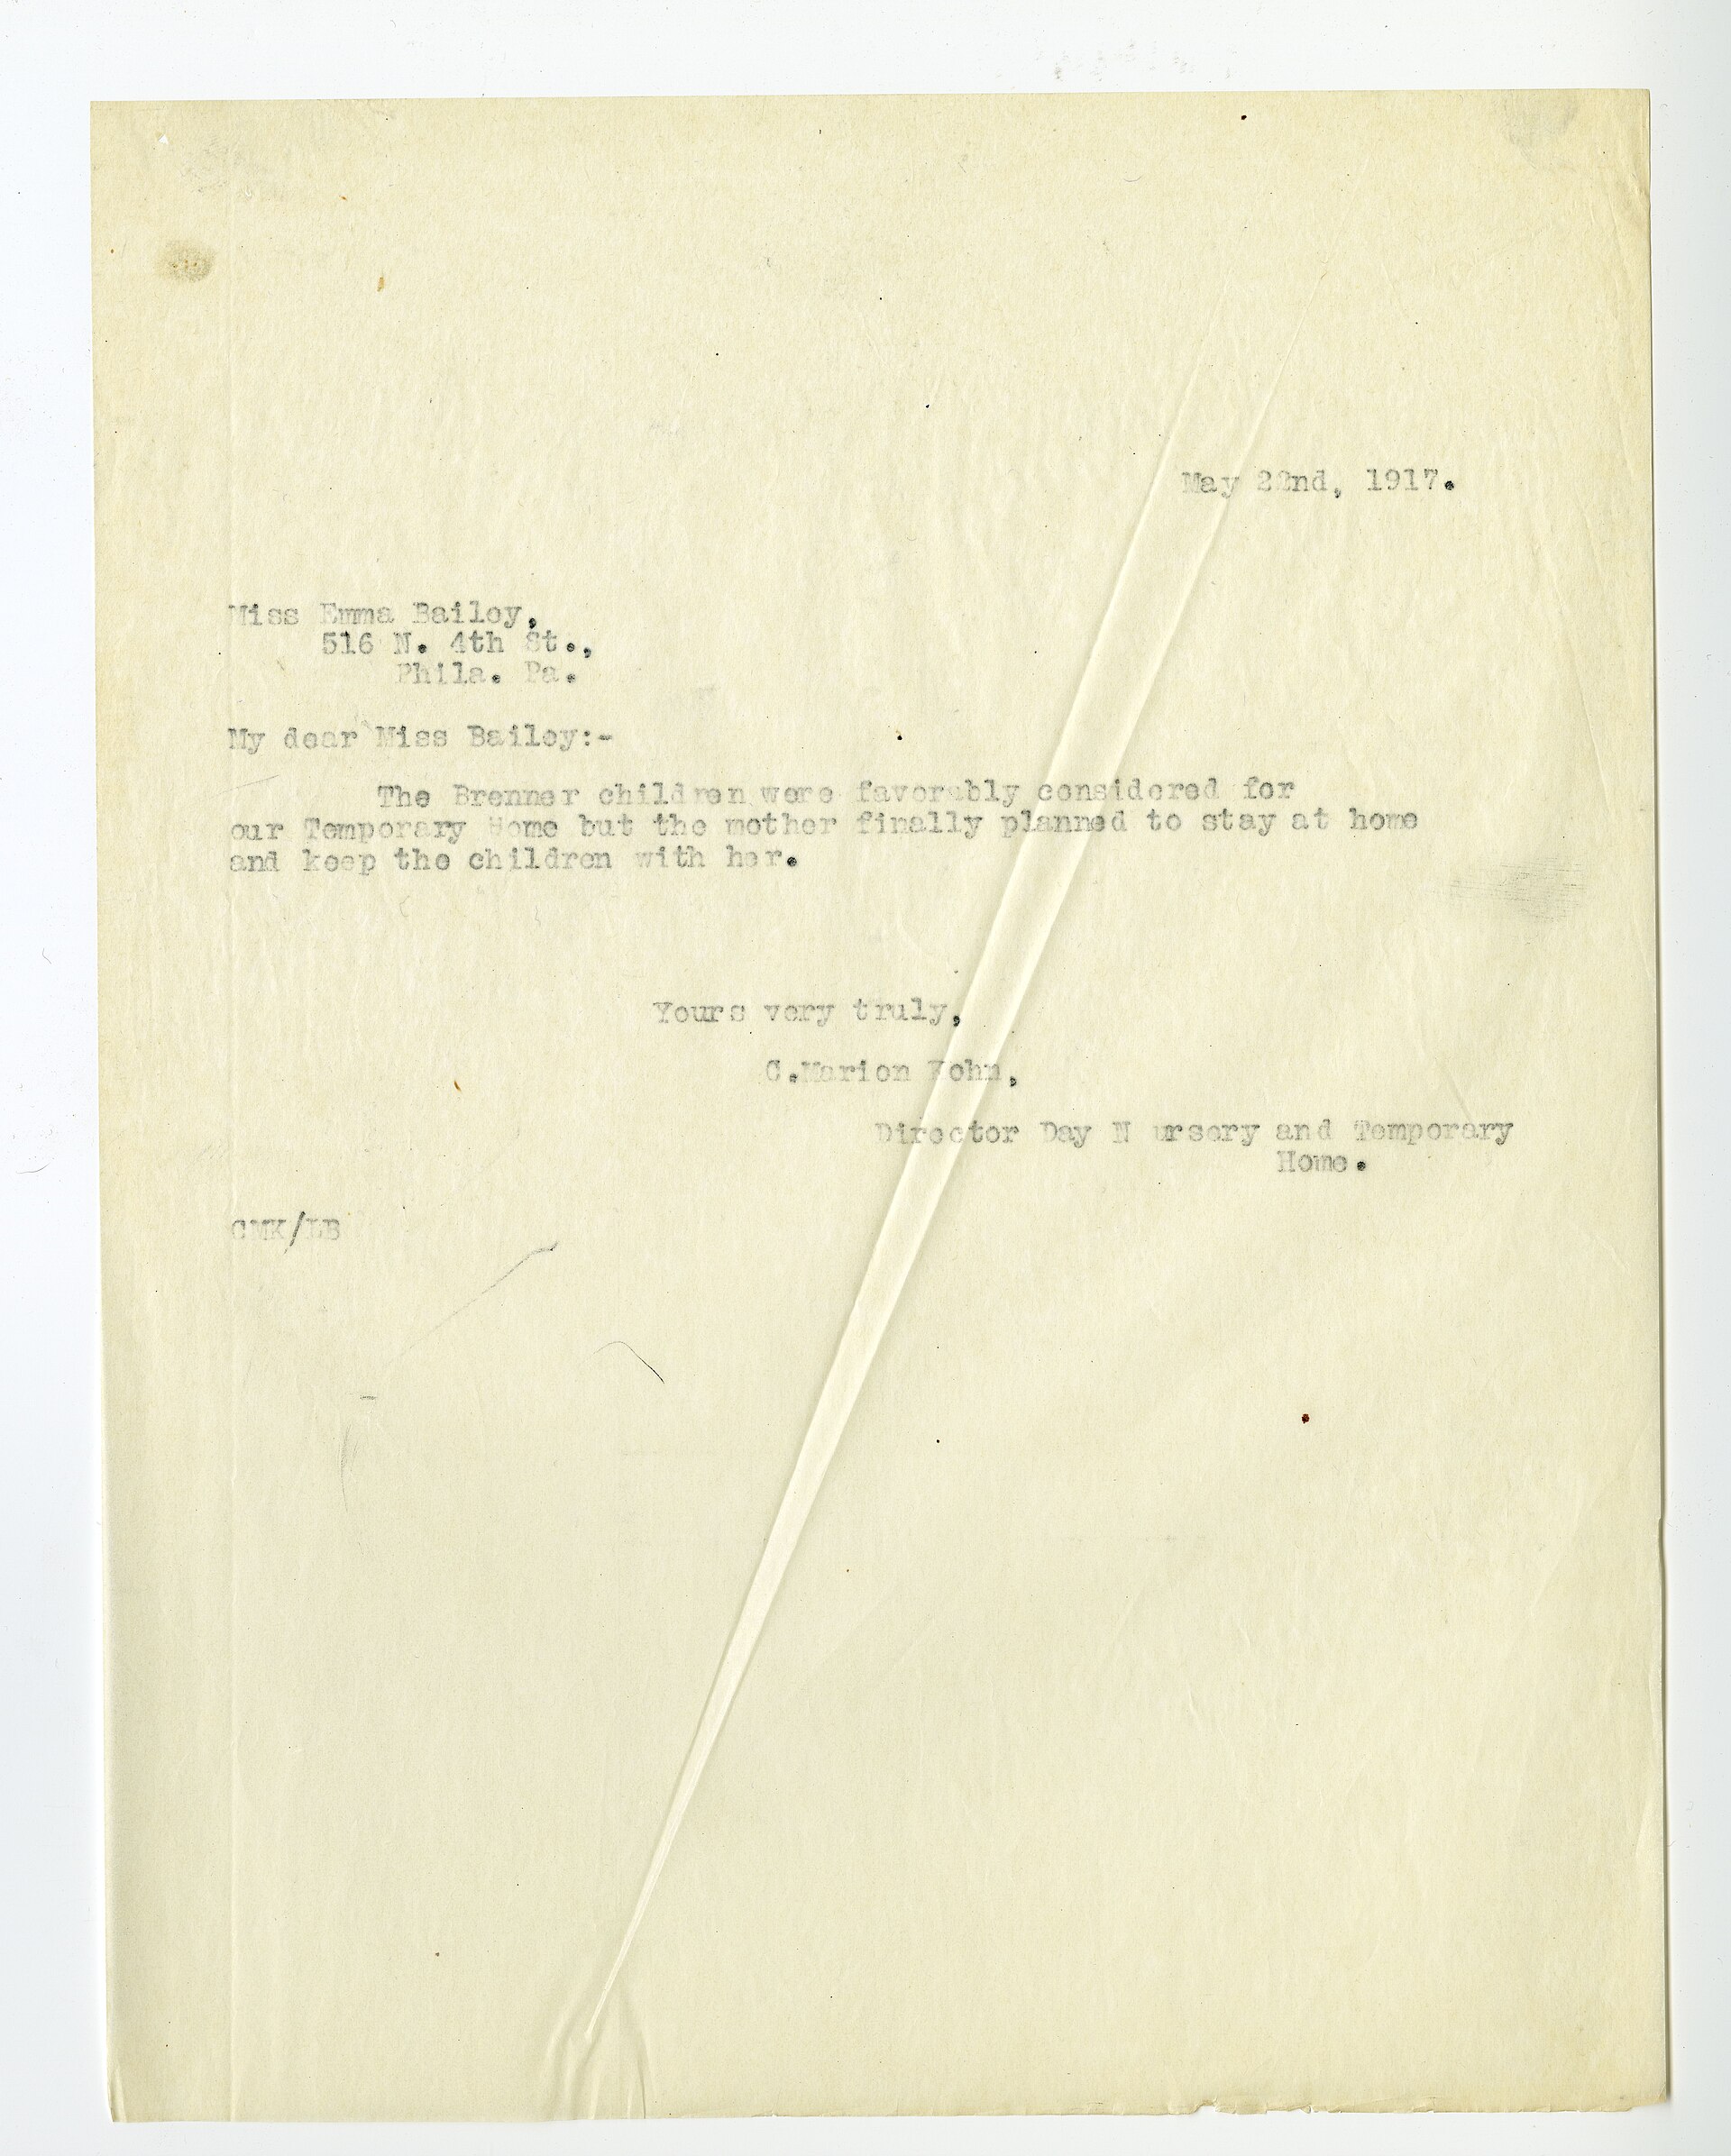 May 22nd, 1917.
Miss Emma Bailey,
516 N. 4th St.,
Phila. Pa.
My dear Miss Bailey:-
The Brenner children were favorably considered for
our Temporary Home but the mother finally planned to stay at home
and keep the children with her.
Yours very truly,
C.Marion Kohn,
Director Day N ursery and Temporary
Home.
CMK/LB